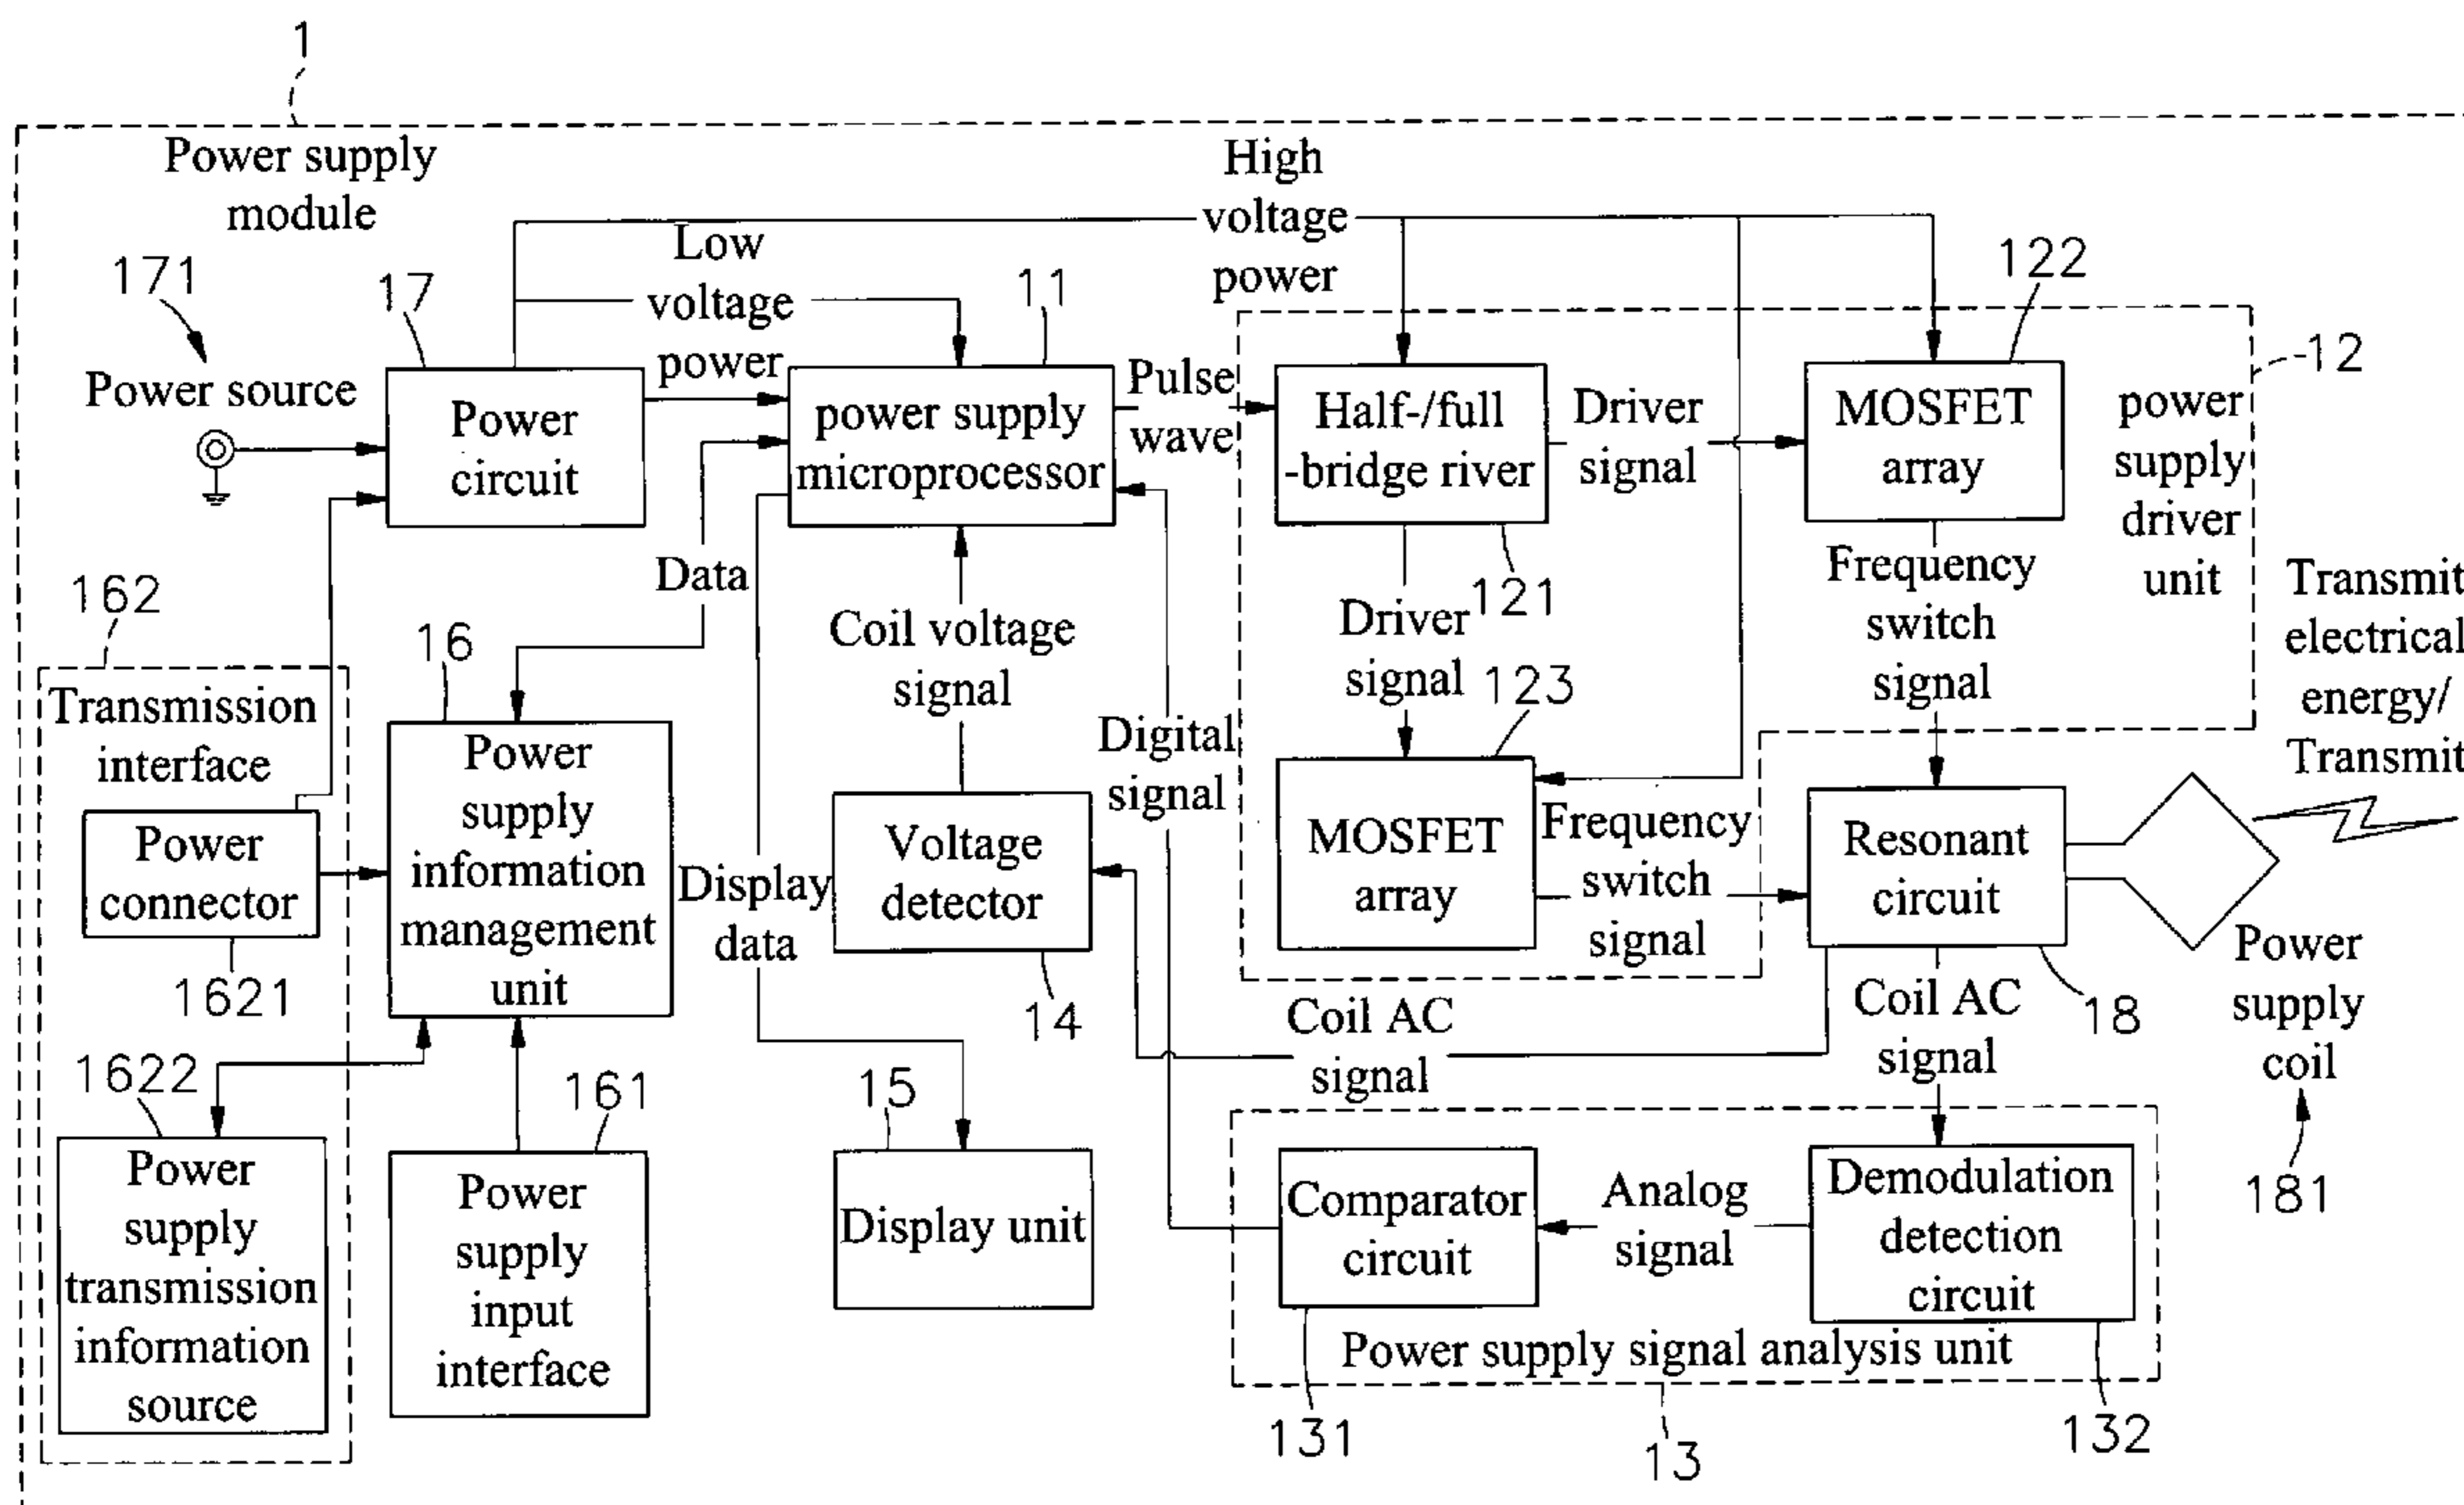 1
Power supply
module
High
voltage
power
Low
voltage
power
171
Power source
17
Power
circuit
11
power supply
microprocessor
Pulse
wave
Half-/full
-bridge river
121
Driver
signal
122
MOSFET
array
12
power
supply
driver
unit
Frequency
switch
signal
Transmit
electrical
energy/
Transmit
Data
Coil voltage
signal
Driver
signal
123
MOSFET
array
Frequency
switch
signal
Resonant
circuit
18
Power
supply
coil
181
162
Transmission
interface
Power
connector
1621
16
Power
supply
information
management
unit
Display
data
Voltage
detector
14
Digital
signal
Coil AC
signal
Coil AC
signal
1622
Power
supply
transmission
information
source
161
Power
supply
input
interface
15
Display unit
Comparator
circuit
131
Analog
signal
Demodulation
detection
circuit
132
Power supply signal analysis unit
13